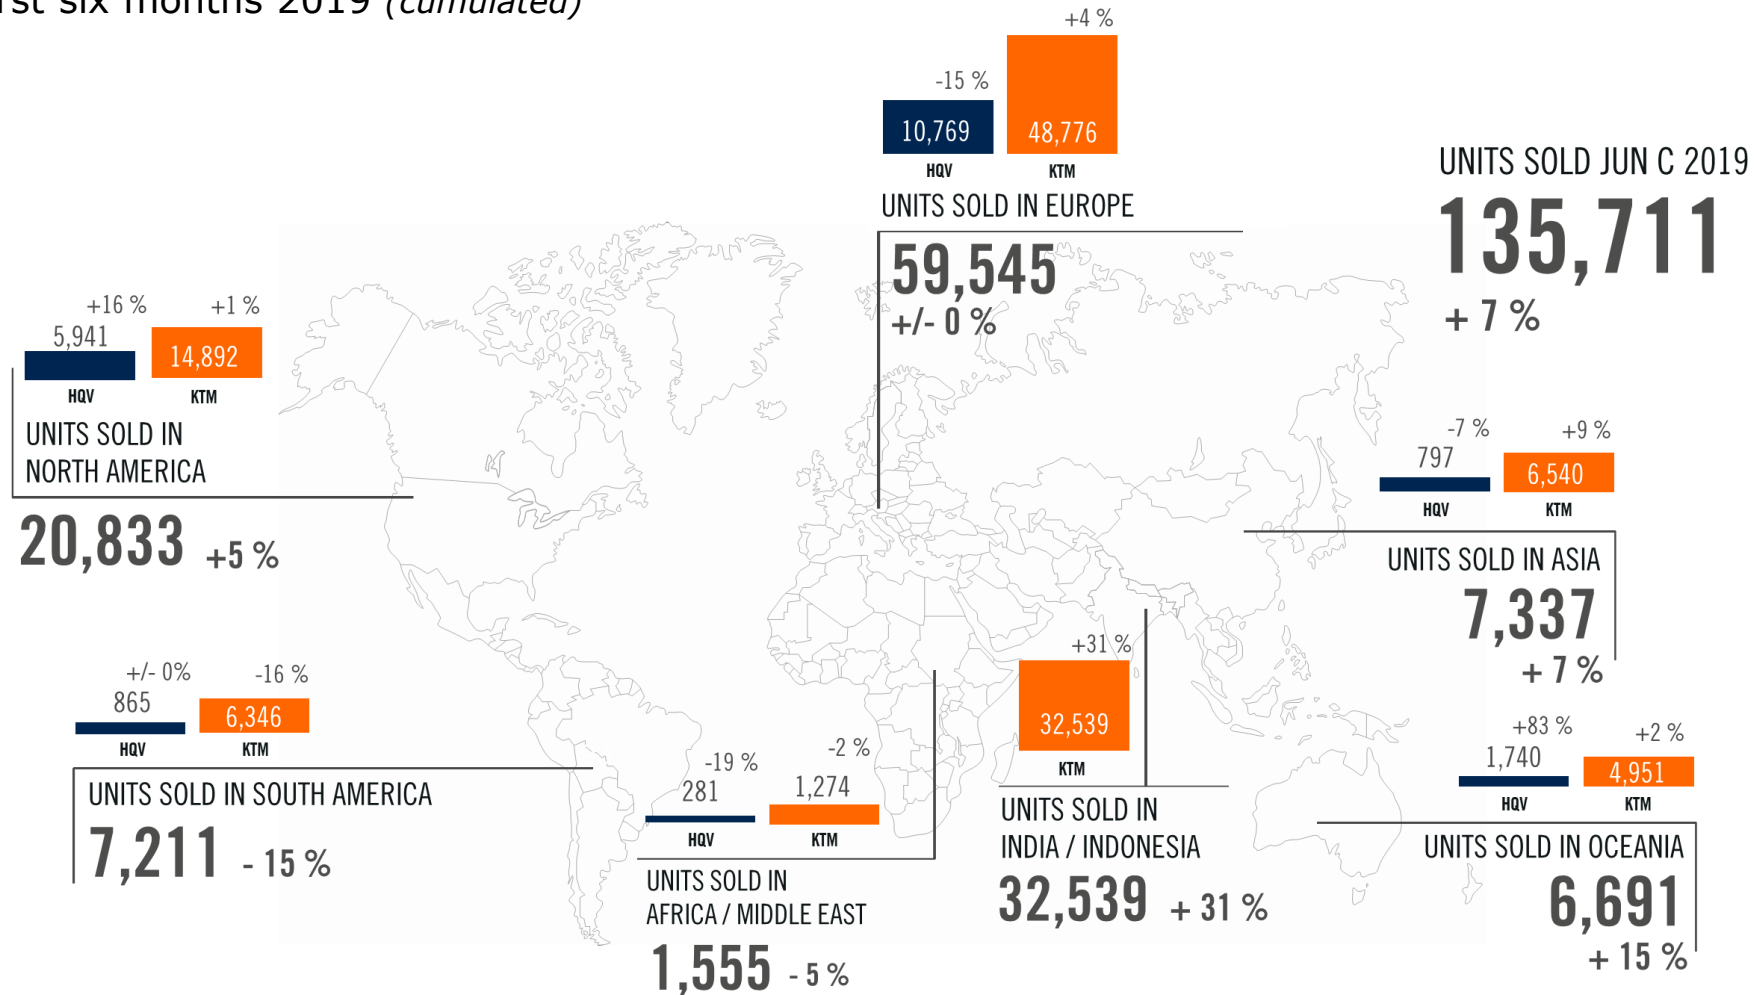 six months 2019 (cumulated)
+4 %
-15 %
10,769
48,776
HQV
KTM
UNITS SOLD IN EUROPE
59,545
+/- 0 %
UNITS SOLD JUN C 2019
135,711
+ 7 %
+16 %
+1 %
5,941
14,892
HQV
KTM
UNITS SOLD IN
NORTH AMERICA
20,833 +5 %
-7 %
+9 %
797
6,540
HQV
KTM
UNITS SOLD IN ASIA
7,337
+ 7 %
+/- 0%
-16 %
865
6,346
HQV
KTM
UNITS SOLD IN SOUTH AMERICA
7,211 - 15 %
-19 %
-2 %
281
1,274
HQV
KTM
UNITS SOLD IN
AFRICA / MIDDLE EAST
1,555 - 5 %
+31 %
32,539
KTM
UNITS SOLD IN
INDIA / INDONESIA
32,539 + 31 %
+83 %
+2 %
1,740
4,951
HQV
KTM
UNITS SOLD IN OCEANIA
6,691
+ 15 %